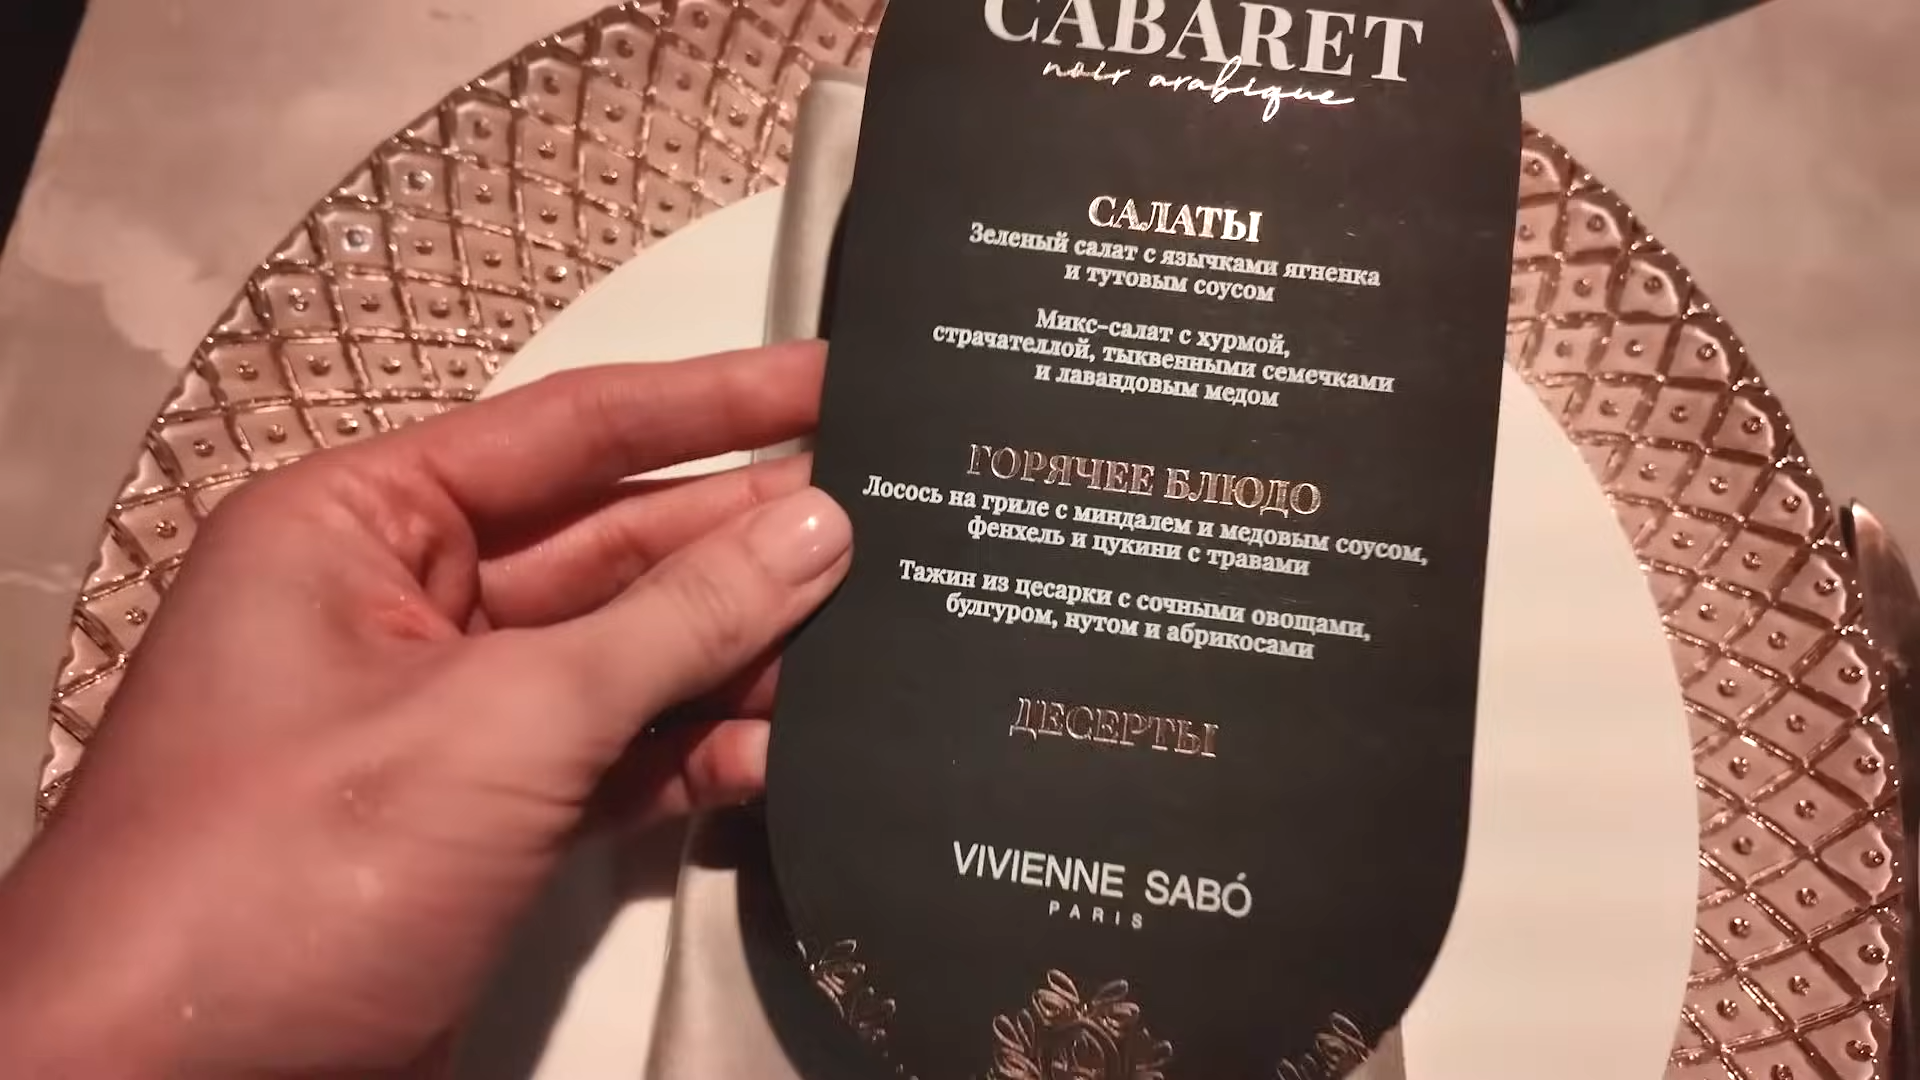 CABARET
noir arabique
САЛАТЫ
Зеленый салат с язычками ягненка
и тутовым соусом
Микс-салат с хурмой,
страчателлой, тыквенными семечками
и лавандовым медом
ГОРЯЧЕЕ БЛЮДО
Лосось на гриле с миндалем и медовым соусом,
фенхель и цукини с травами
Тажин из цесарки с сочными овощами,
булгуром, нутом и абрикосами
ДЕСЕРТЫ
VIVIENNE SABÓ
PARIS